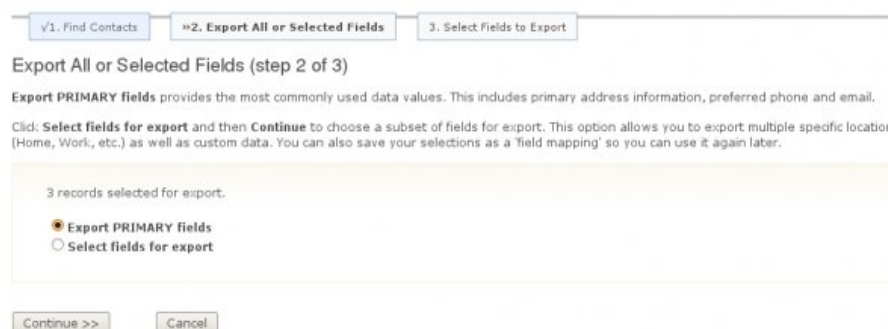 √1. Find Contacts
»2. Export All or Selected Fields
3. Select Fields to Export
Export All or Selected Fields (step 2 of 3)
Export PRIMARY fields provides the most commonly used data values. This includes primary address information, preferred phone and email.
Click Select fields for export and then Continue to choose a subset of fields for export. This option allows you to export multiple specific location
(Home, Work, etc.) as well as custom data. You can also save your selections as a 'field mapping' so you can use it again later.
3 records selected for export.
Export PRIMARY fields
Select fields for export
Continue >>
Cancel